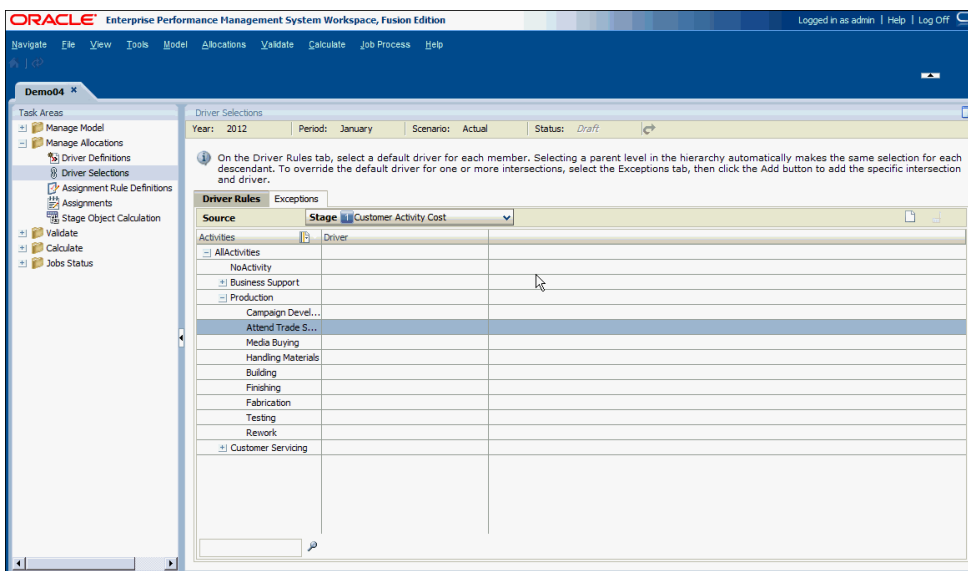 ORACLE Enterprise Performance Management System Workspace, Fusion Edition
Logged in as admin | Help | Log Off
Navigate File View Tools Model Allocations Validate Calculate Job Process Help
Demo04
Task Areas
Manage Model
Manage Allocations
Driver Definitions
Driver Selections
Assignment Rule Definitions
Assignments
Stage Object Calculation
Validate
Calculate
Jobs Status
Driver Selections
Year: 2012 Period: January Scenario: Actual Status: Draft
On the Driver Rules tab, select a default driver for each member. Selecting a parent level in the hierarchy automatically makes the same selection for each
descendant. To override the default driver for one or more intersections, select the Exceptions tab, then click the Add button to add the specific intersection
and driver.
Driver Rules Exceptions
Source Stage Customer Activity Cost
Activities Driver
AllActivities
NoActivity
Business Support
Production
Campaign Devel...
Attend Trade S...
Media Buying
Handling Materials
Building
Finishing
Fabrication
Testing
Rework
Customer Servicing